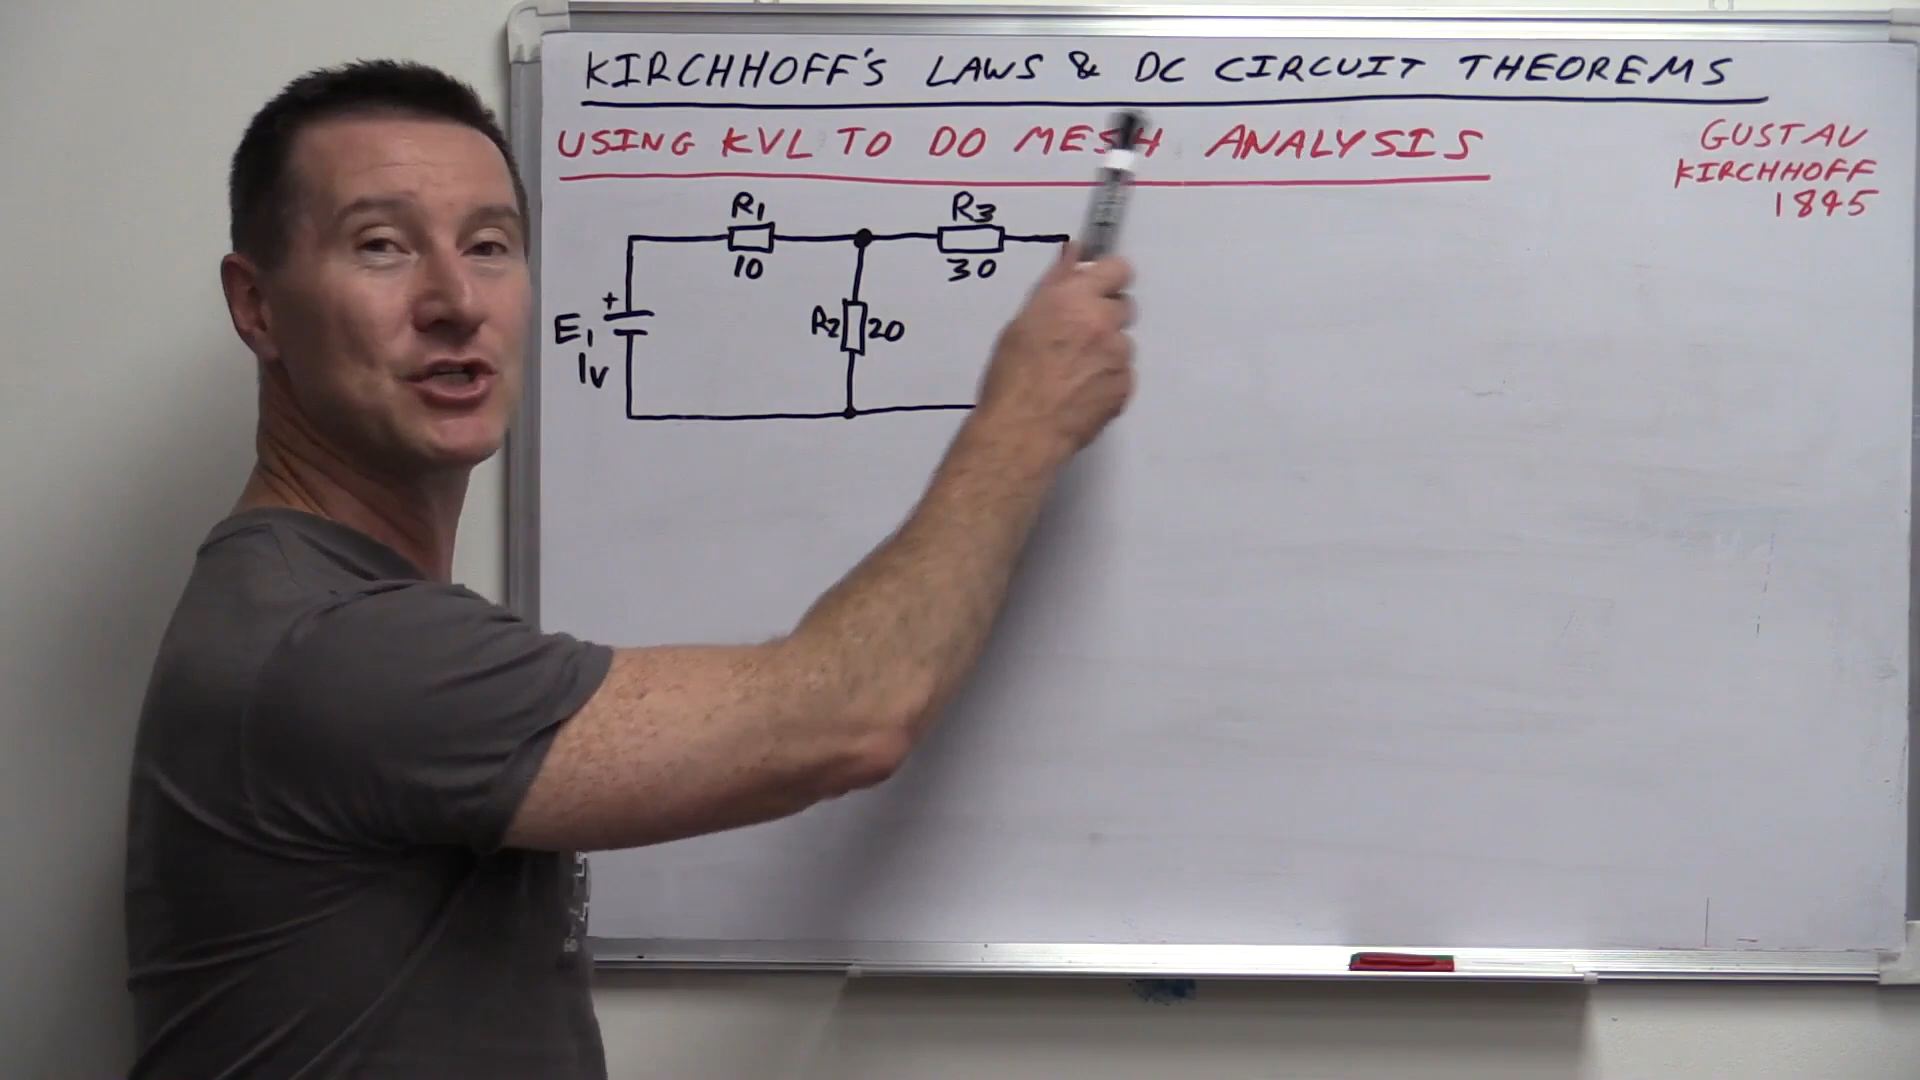 KIRCHHOFF'S LAWS & DC CIRCUIT THEOREMS
USING KVL TO DO MESH ANALYSIS
GUSTAV
KIRCHHOFF
1845
R1
R3
10
30
+
E1
R2 20
1V